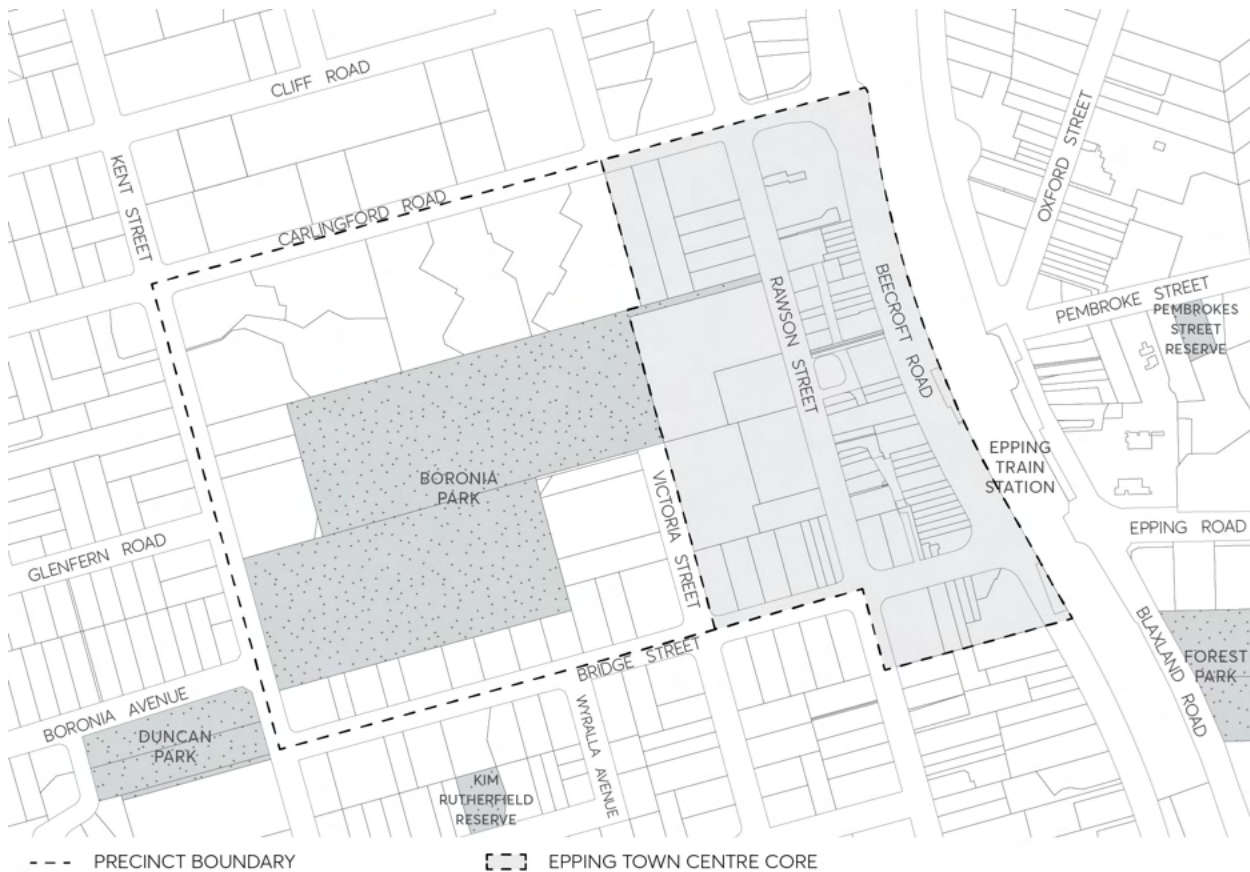 CLIFF ROAD
KENT STREET
CARLINGFORD ROAD
OXFORD STREET
PEMBROKE STREET
PEMBROKES
STREET
RESERVE
RAWSON STREET
BEECROFT ROAD
EPPING
TRAIN
STATION
BORONIA
PARK
VICTORIA STREET
EPPING ROAD
GLENFERN ROAD
BRIDGE STREET
BLAXLAND ROAD
FOREST
PARK
BORONIA AVENUE
DUNCAN
PARK
WYRALLA AVENUE
KIM
RUTHERFIELD
RESERVE
PRECINCT BOUNDARY
EPPING TOWN CENTRE CORE